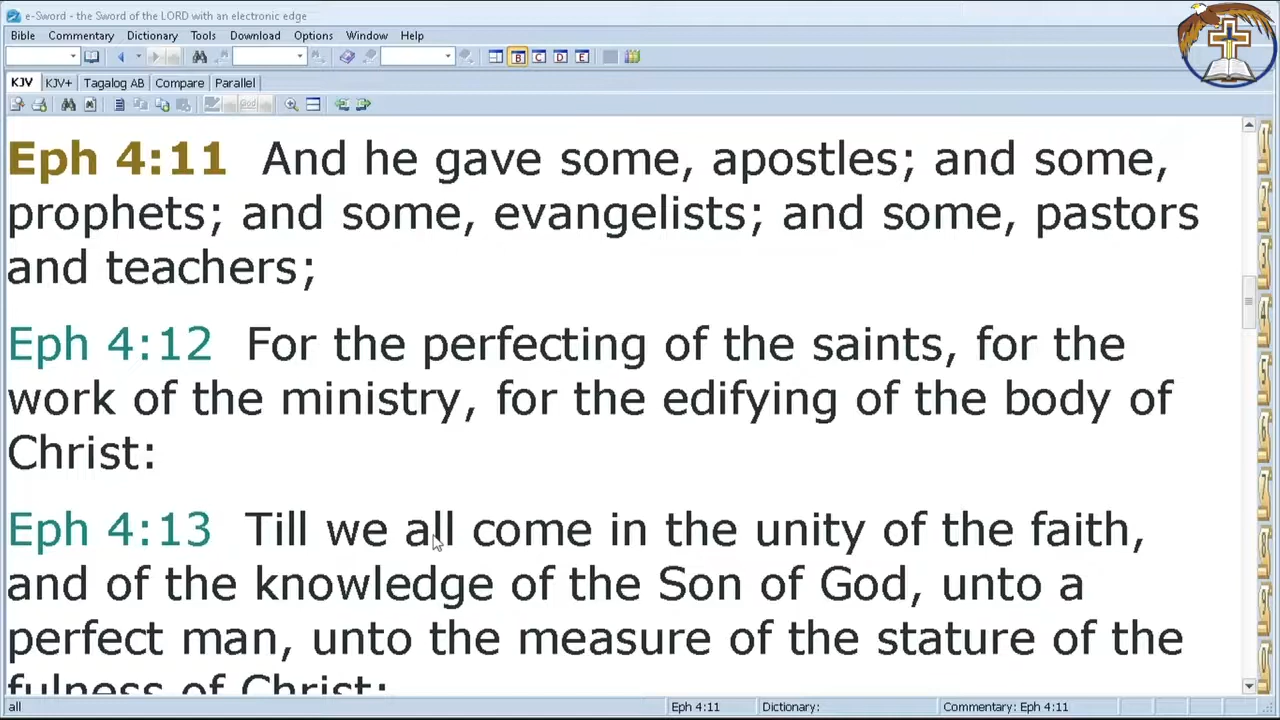 e-Sword - the Sword of the LORD with an electronic edge
Bible Commentary Dictionary Tools Download Options Window Help
B C D E
KJV KJV+ Tagalog AB Compare Parallel
God
Eph 4:11 And he gave some, apostles; and some,
prophets; and some, evangelists; and some, pastors
and teachers;
Eph 4:12 For the perfecting of the saints, for the
work of the ministry, for the edifying of the body of
Christ:
Eph 4:13 Till we all come in the unity of the faith,
and of the knowledge of the Son of God, unto a
perfect man, unto the measure of the stature of the
fulness of Christ:
all Eph 4:11 Dictionary: Commentary: Eph 4:11